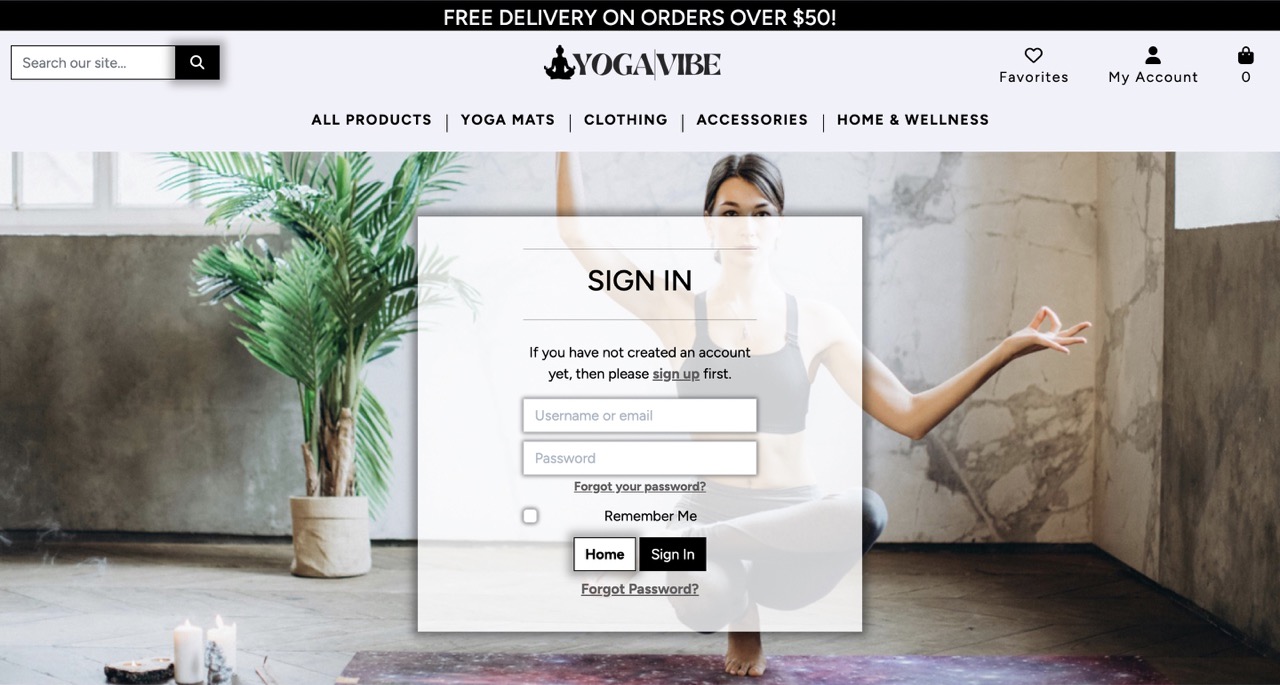 FREE DELIVERY ON ORDERS OVER $50!
Search our site...
YOGA VIBE
Favorites
My Account
0
ALL PRODUCTS
YOGA MATS
CLOTHING
ACCESSORIES
HOME & WELLNESS
SIGN IN
If you have not created an account
yet, then please sign up first.
Username or email
Password
Forgot your password?
Remember Me
Home
Sign In
Forgot Password?